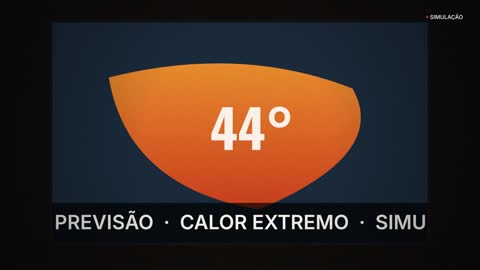 SIMULAÇÃO
44°
PREVISÃO · CALOR EXTREMO · SIMU